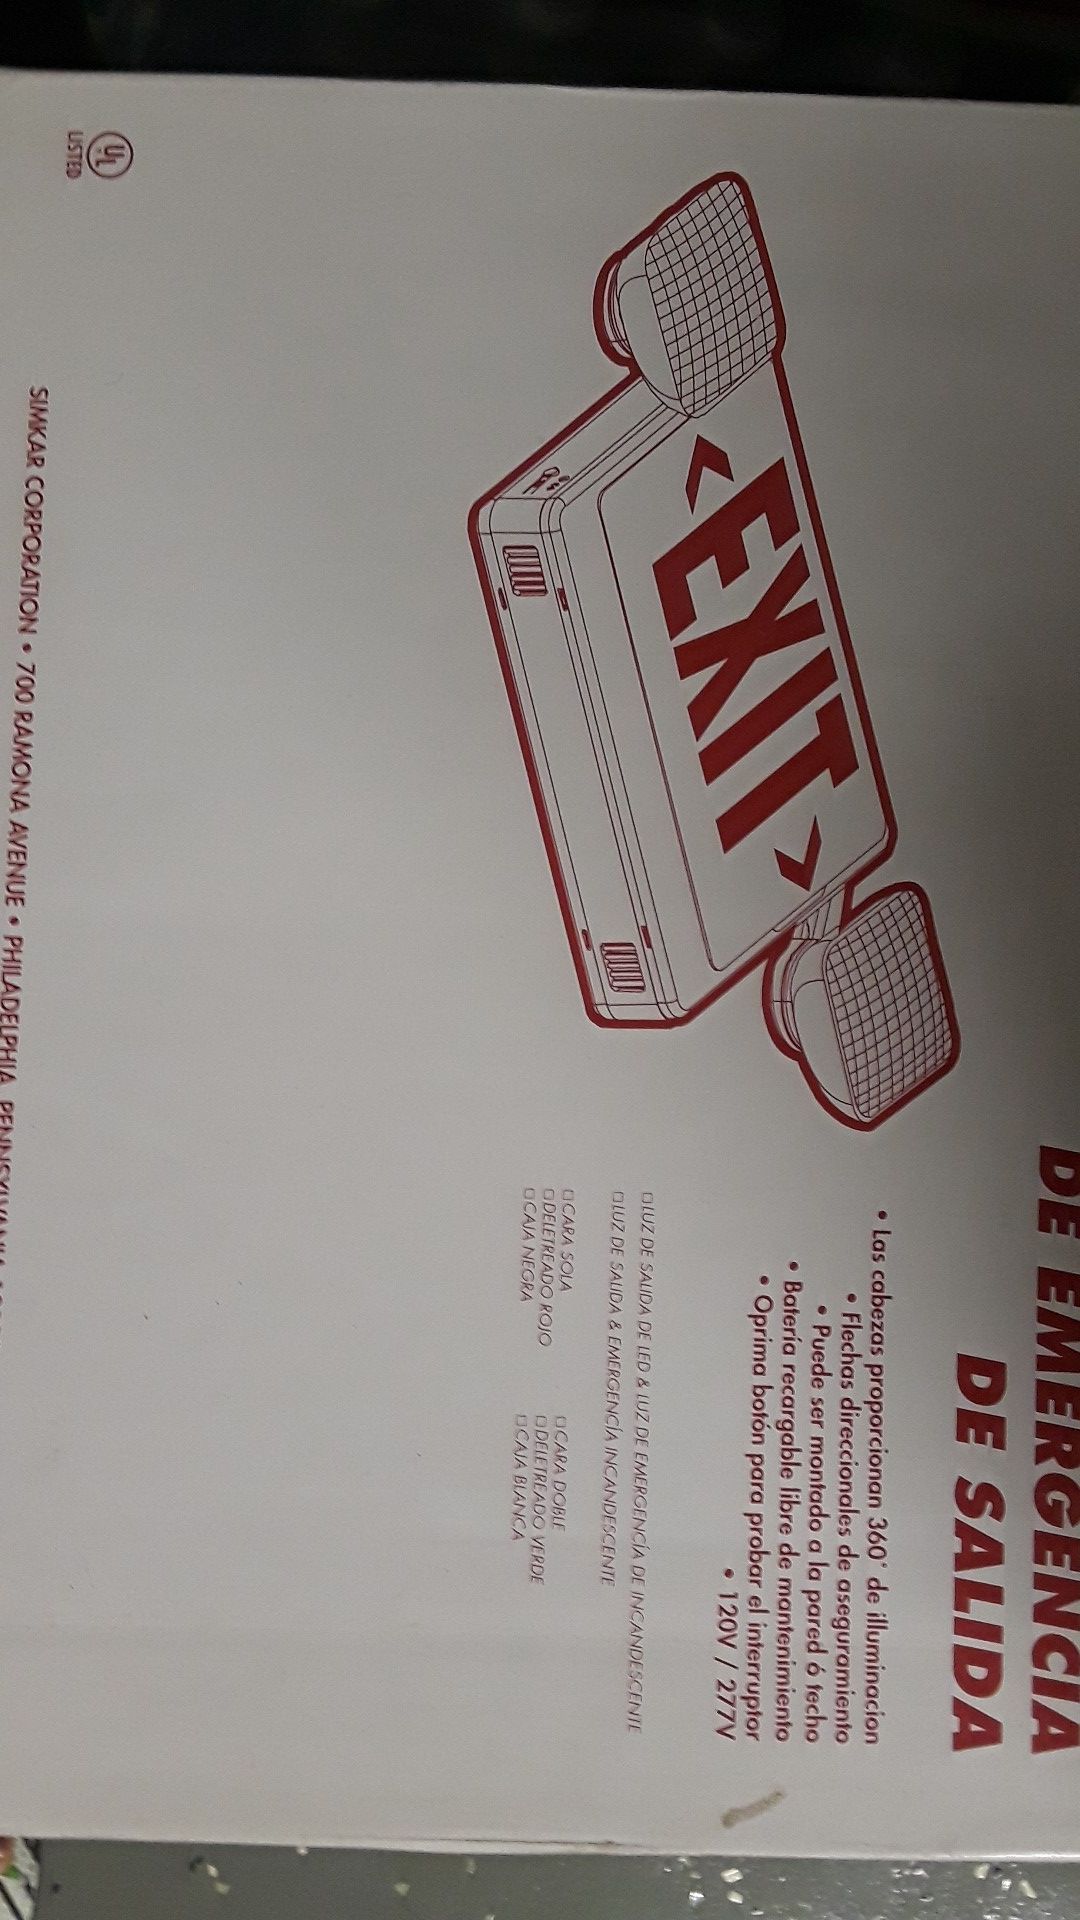 DE EMERGENCIA
DE SALIDA
• Las cabezas proporcionan 360° de illuminacion
• Flechas direccionales de aseguramiento
• Puede ser montado a la pared ó techo
• Batería recargable libre de mantenimiento
• Oprima botón para probar el interruptor
• 120V / 277V
<EXIT>
□ LUZ DE SALIDA DE LED & LUZ DE EMERGENCÍA DE INCANDESCENTE
□ LUZ DE SALIDA & EMERGENCÍA INCANDESCENTE
□ CARA SOLA □ CARA DOBLE
□ DELETREADO ROJO □ DELETREADO VERDE
□ CAJA NEGRA □ CAJA BLANCA
UL
LISTED
SIMKAR CORPORATION • 700 RAMONA AVENUE • PHILADELPHIA, PENNSYLVANIA